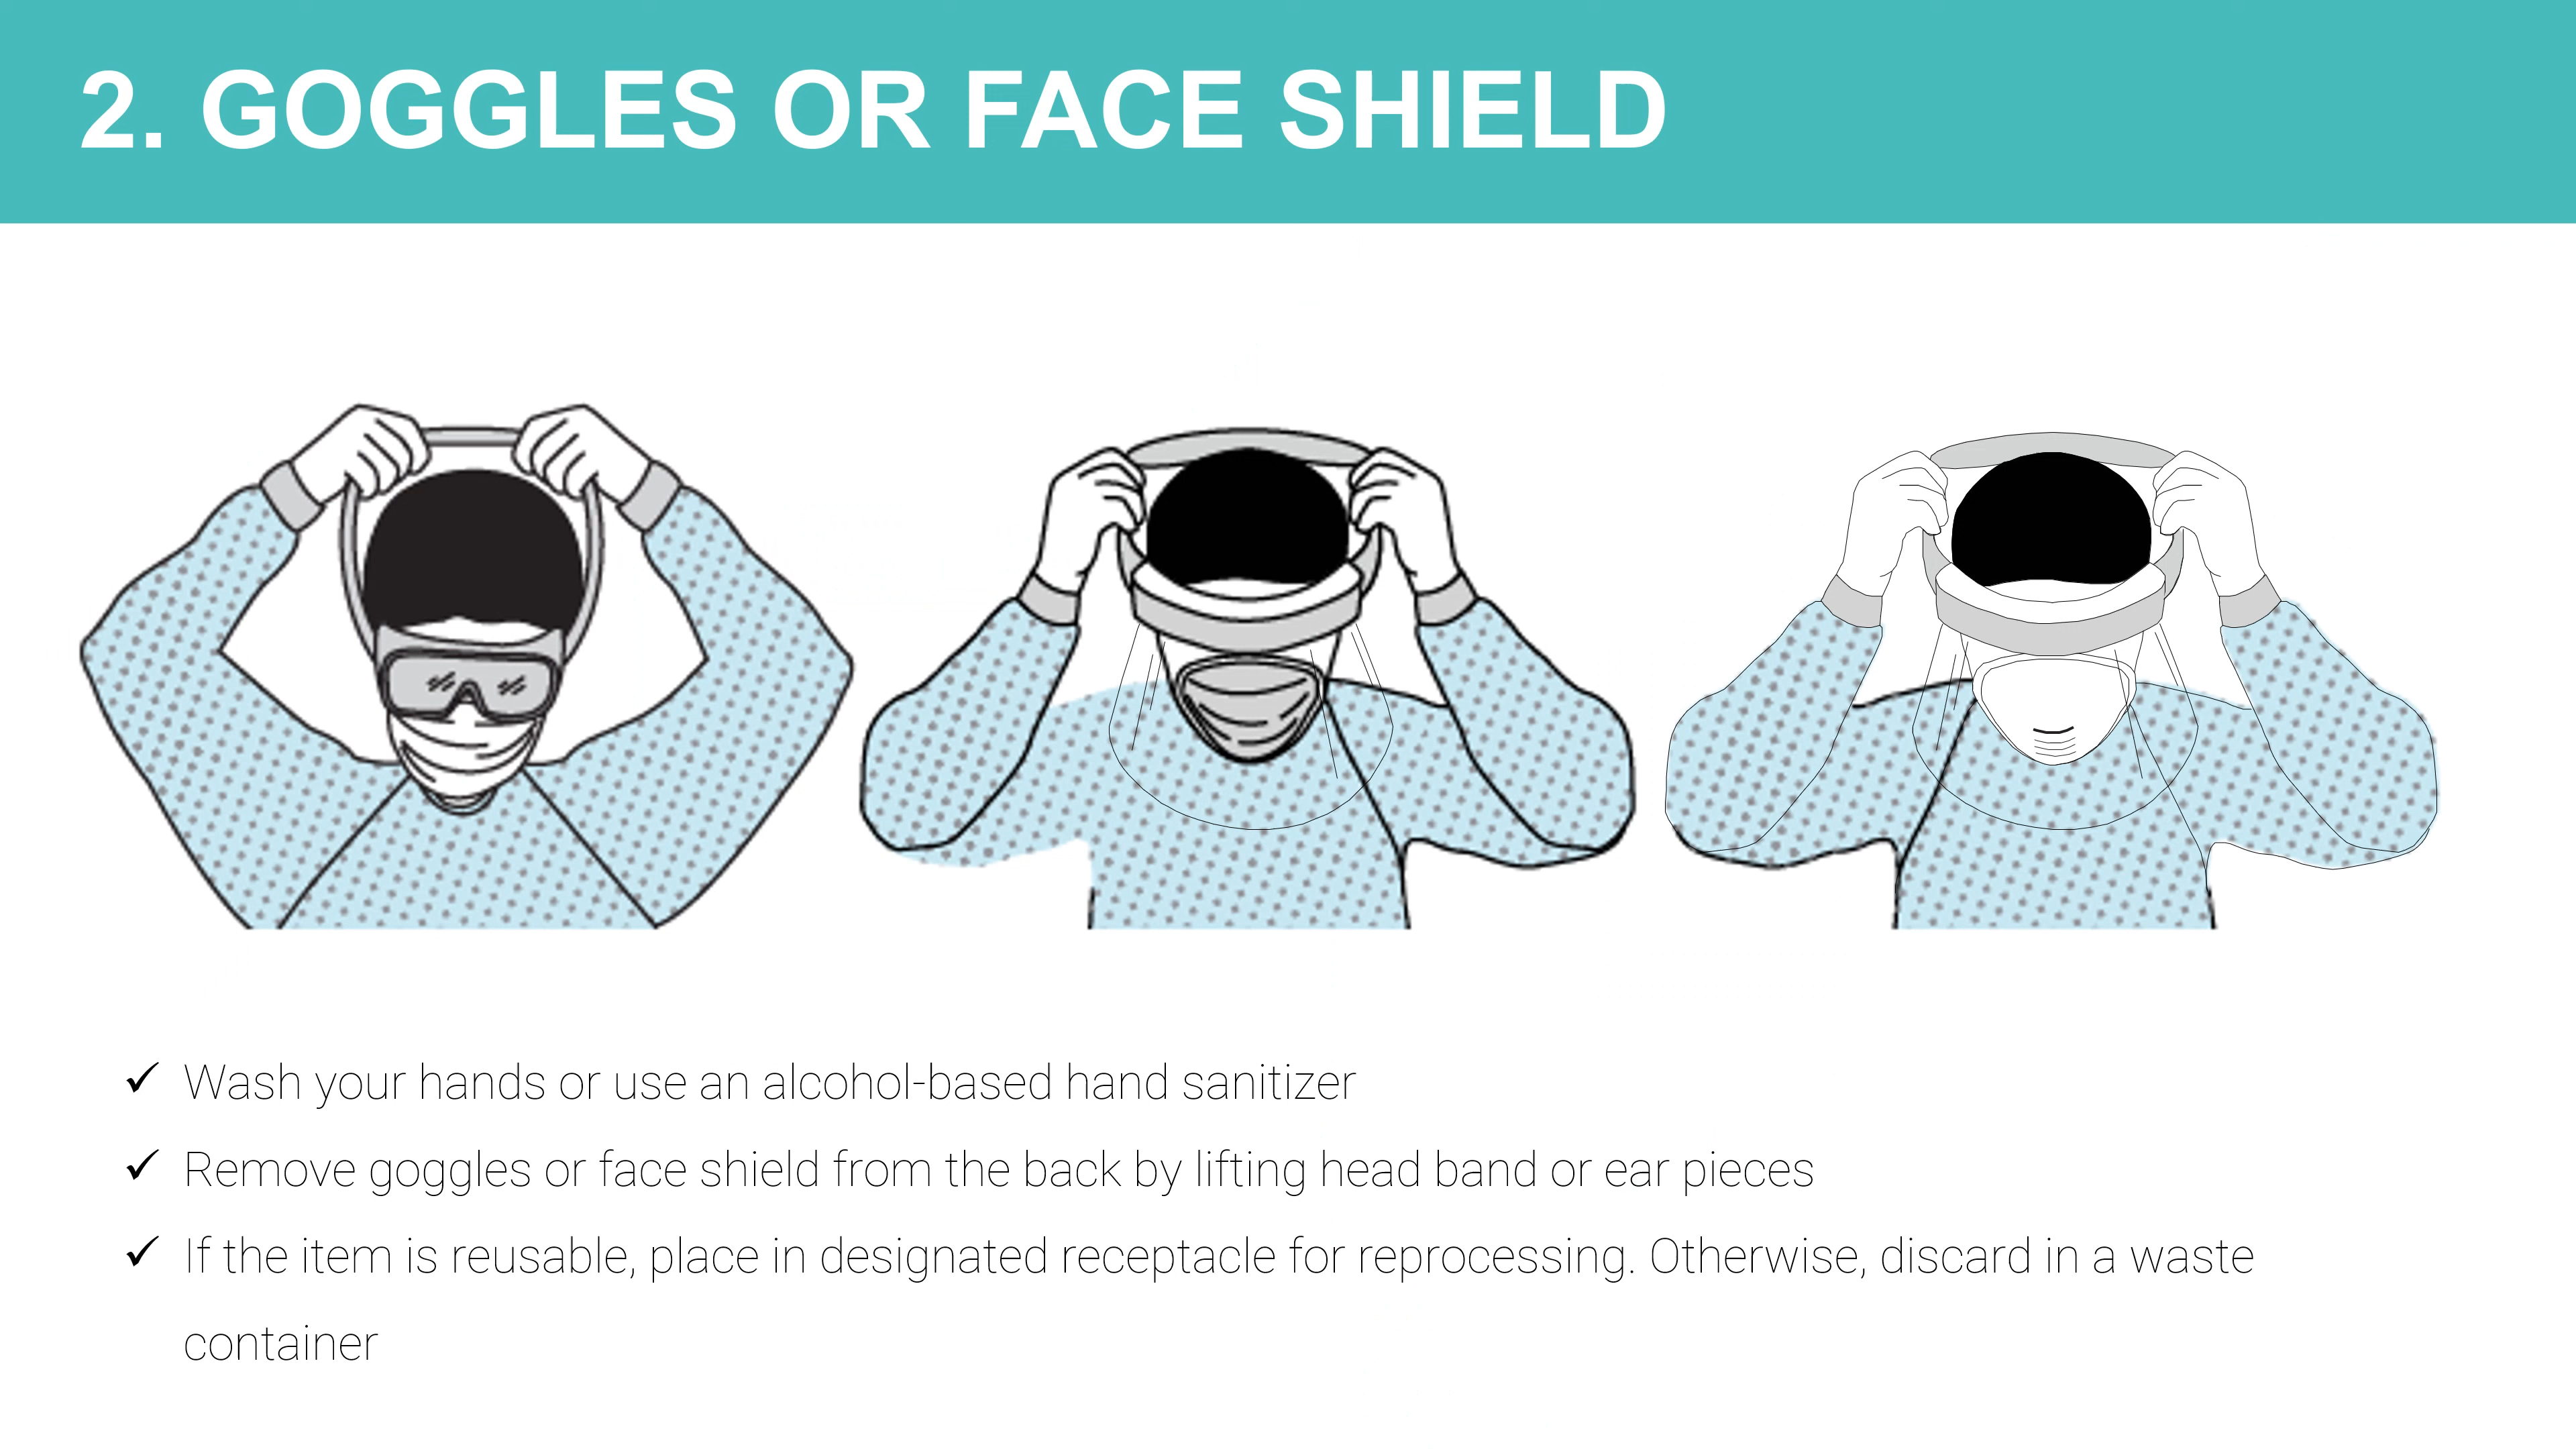 2. GOGGLES OR FACE SHIELD
✓ Wash your hands or use an alcohol-based hand sanitizer
✓ Remove goggles or face shield from the back by lifting head band or ear pieces
✓ If the item is reusable, place in designated receptacle for reprocessing. Otherwise, discard in a waste
container